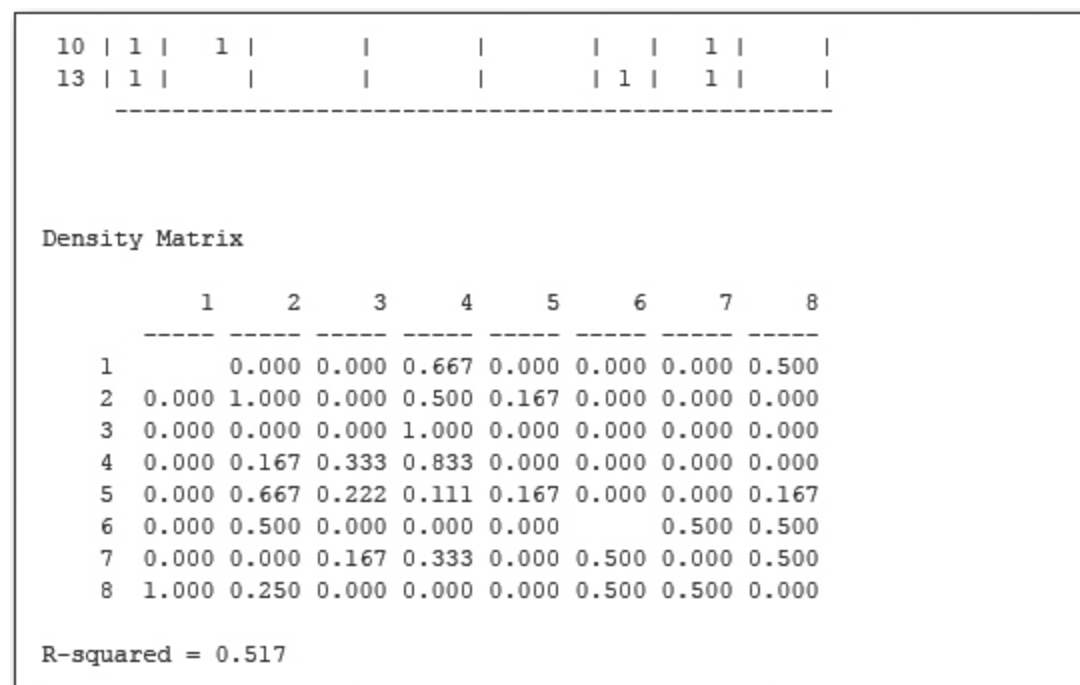 10 | 1 |   1 |       |       |       |   |   1 |     |
13 | 1 |     |       |       |       | 1 |   1 |     |
--------------------------------------------------
Density Matrix
1 2 3 4 5 6 7 8
----- ----- ----- ----- ----- ----- ----- -----
1       0.000 0.000 0.667 0.000 0.000 0.000 0.500
2 0.000 1.000 0.000 0.500 0.167 0.000 0.000 0.000
3 0.000 0.000 0.000 1.000 0.000 0.000 0.000 0.000
4 0.000 0.167 0.333 0.833 0.000 0.000 0.000 0.000
5 0.000 0.667 0.222 0.111 0.167 0.000 0.000 0.167
6 0.000 0.500 0.000 0.000 0.000       0.500 0.500
7 0.000 0.000 0.167 0.333 0.000 0.500 0.000 0.500
8 1.000 0.250 0.000 0.000 0.000 0.500 0.500 0.000
R-squared = 0.517